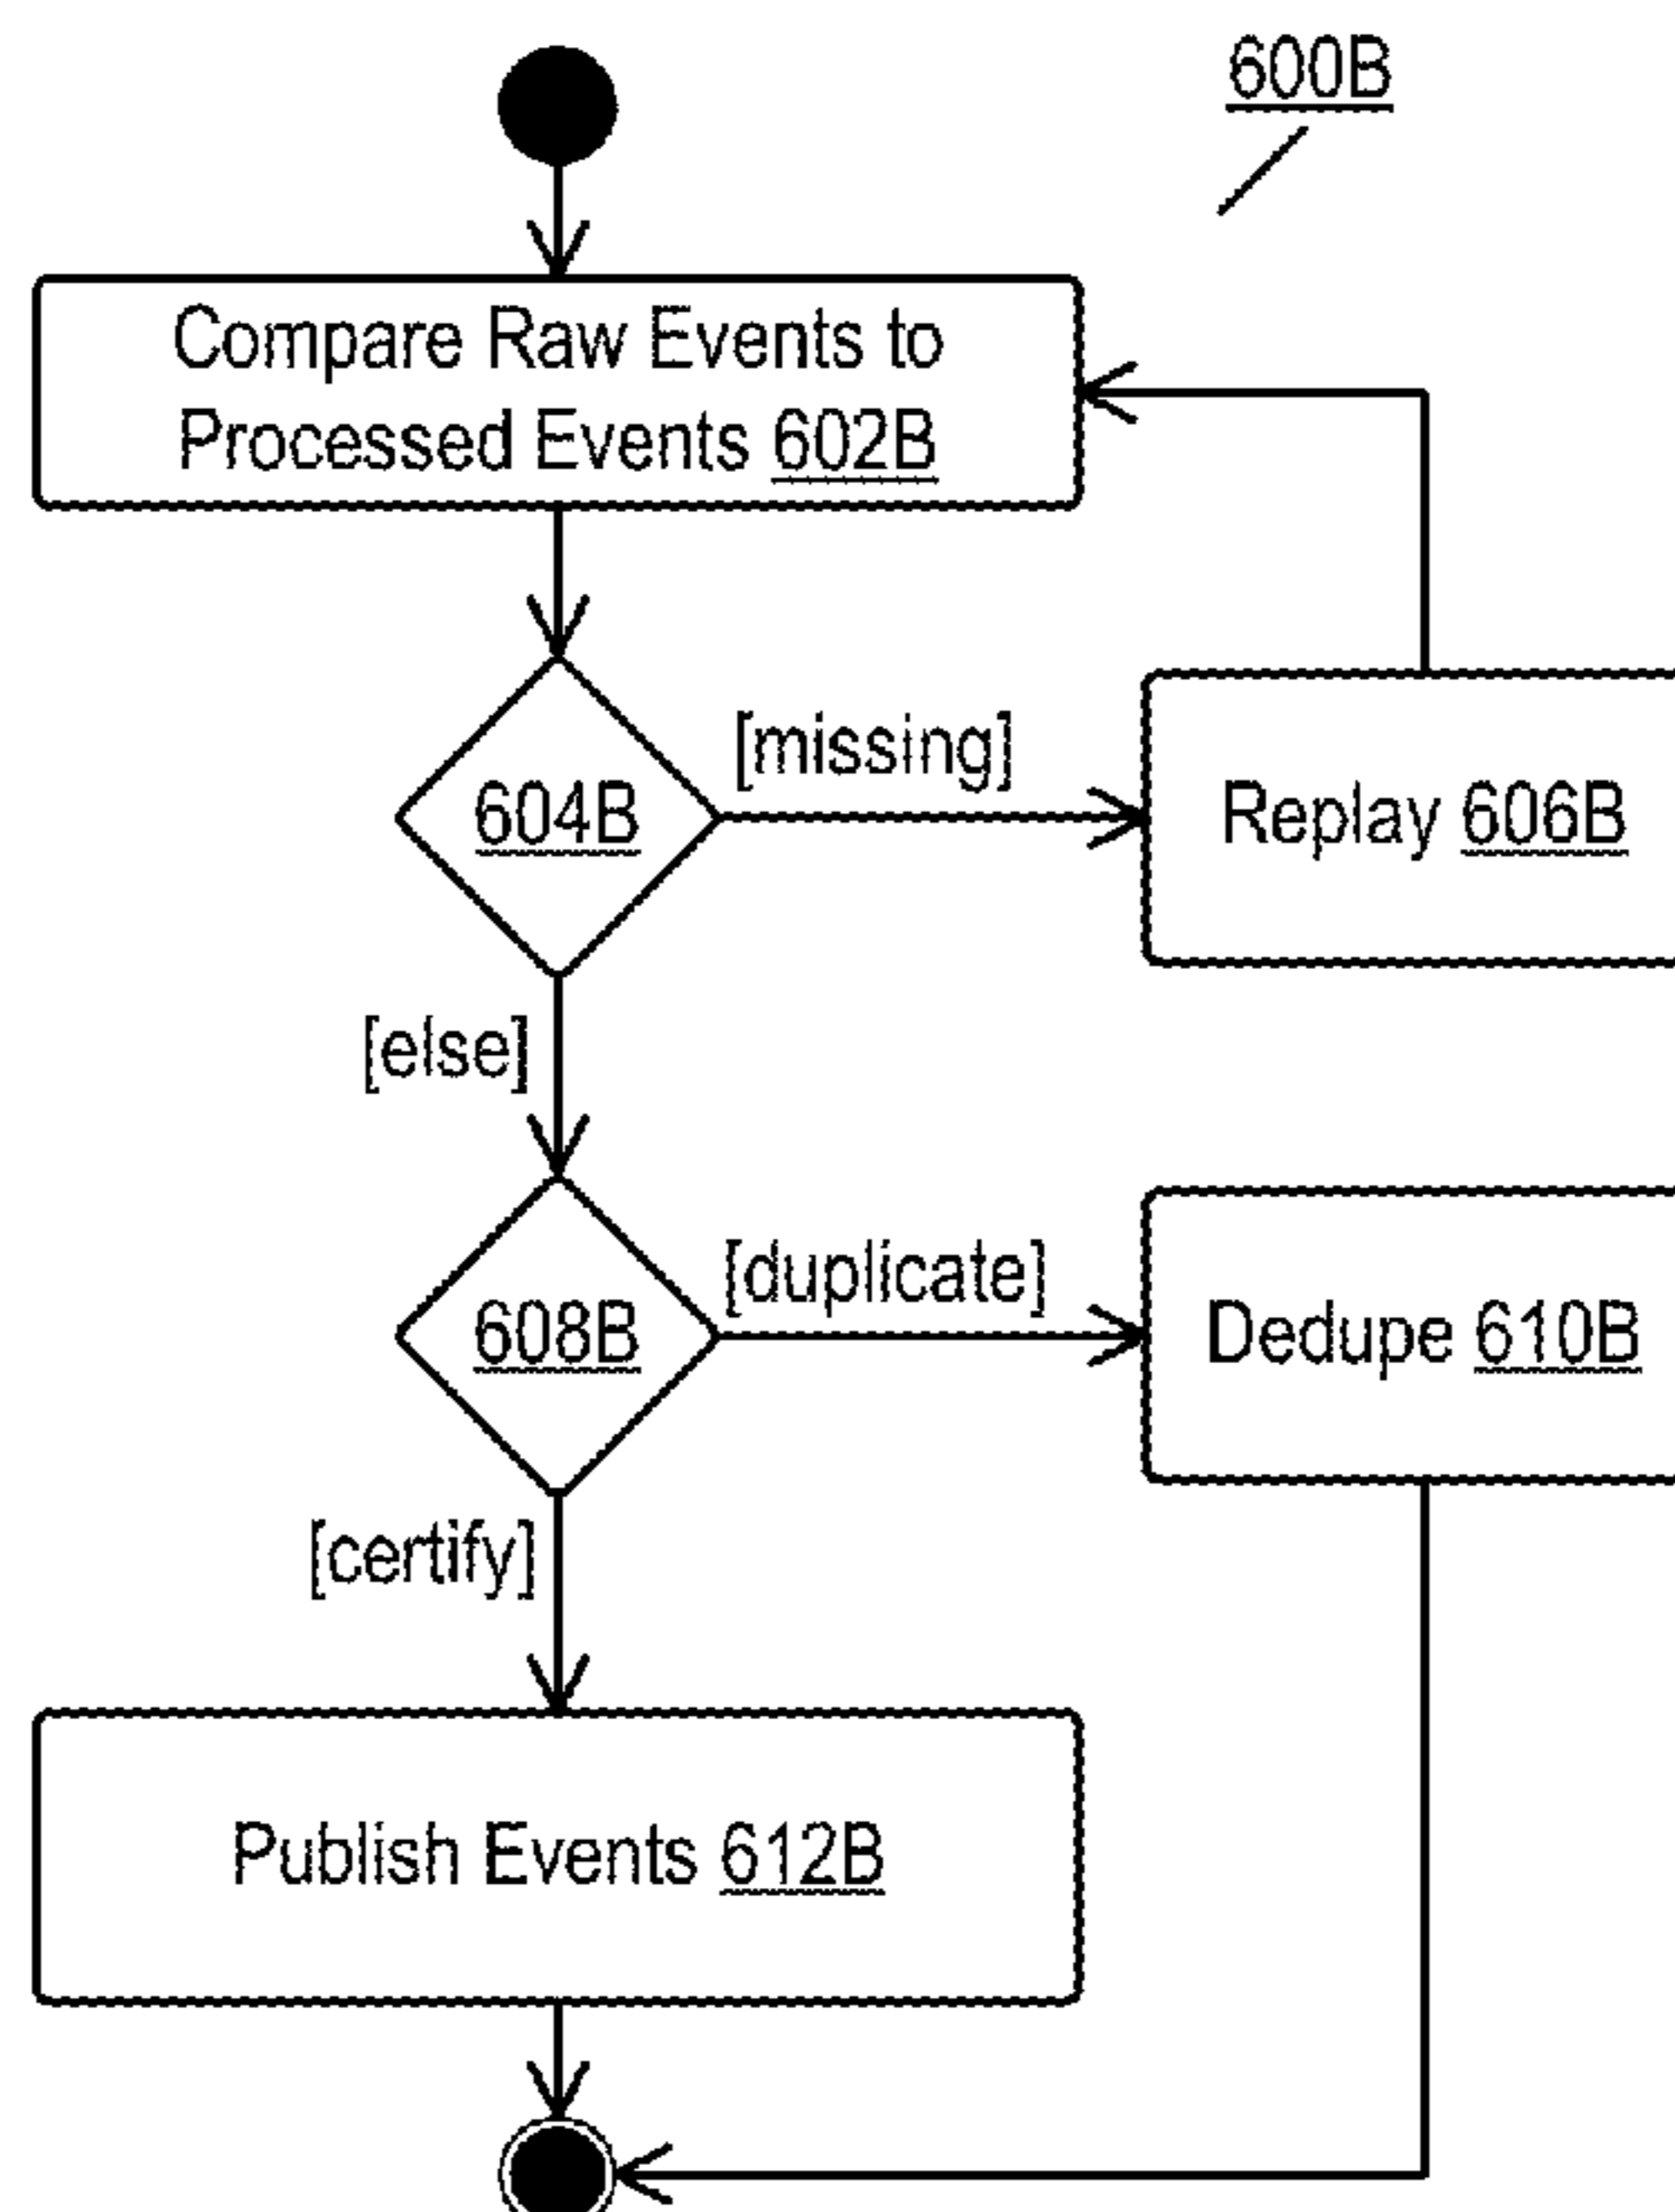 600B
Compare Raw Events to
Processed Events 602B
[missing]
604B
Replay 606B
[else]
[duplicate]
608B
Dedupe 610B
[certify]
Publish Events 612B